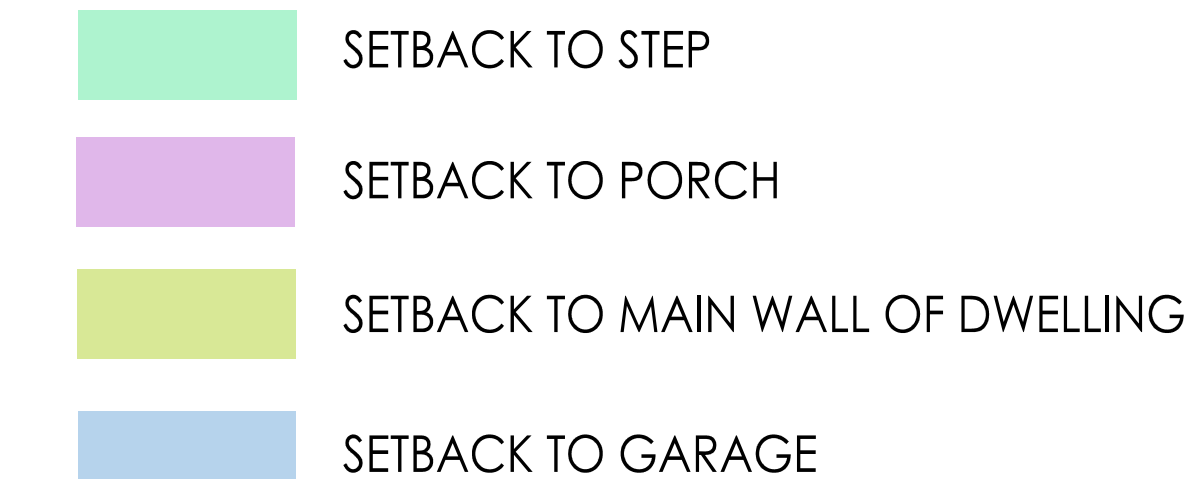 SETBACK TO STEP
SETBACK TO PORCH
SETBACK TO MAIN WALL OF DWELLING
SETBACK TO GARAGE